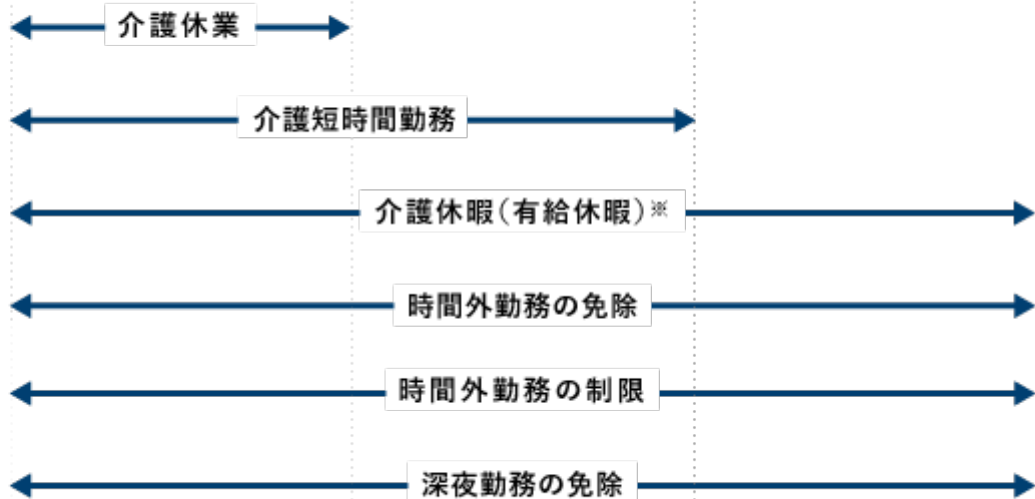 介護休業
介護短時間勤務
介護休暇(有給休暇)※
時間外勤務の免除
時間外勤務の制限
深夜勤務の免除